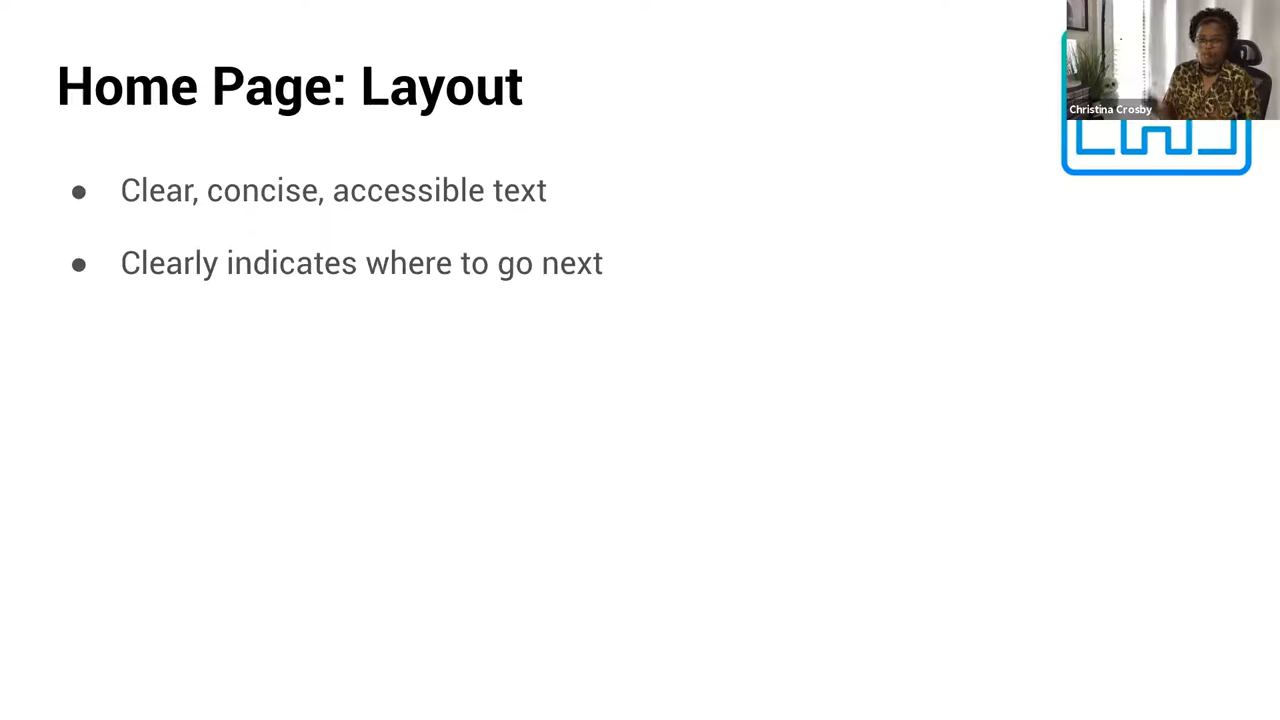 Home Page: Layout
Christina Crosby
● Clear, concise, accessible text
● Clearly indicates where to go next